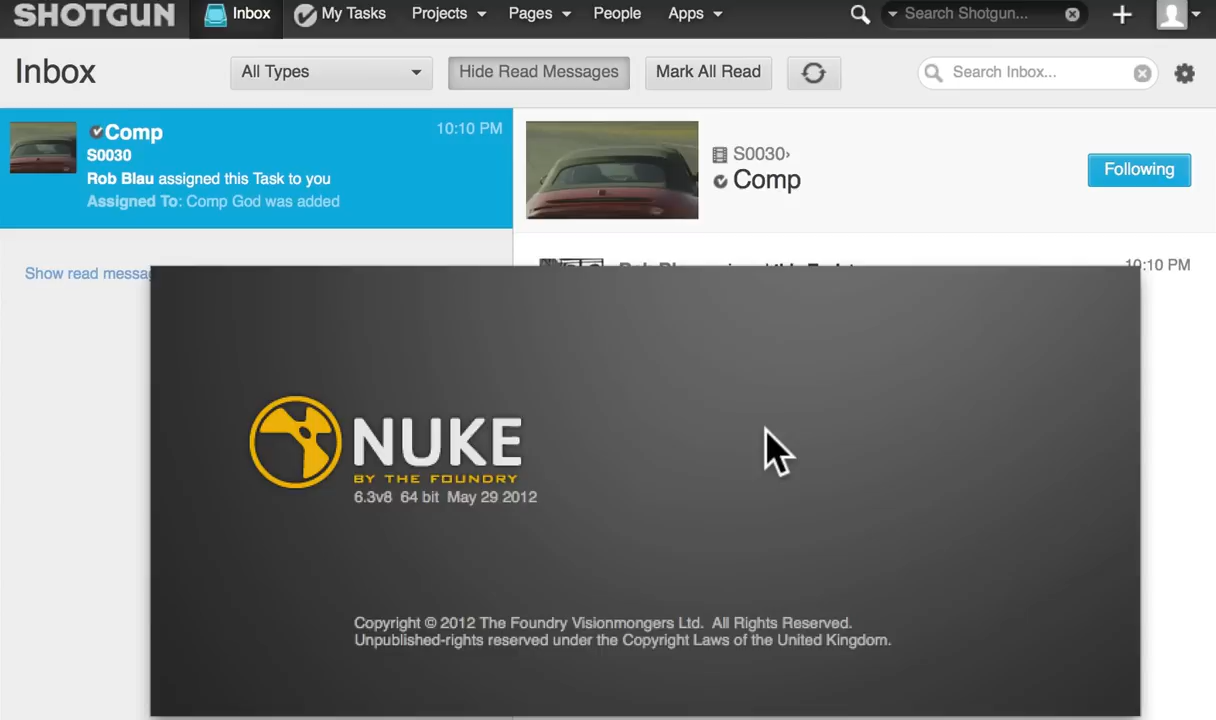 SHOTGUN Inbox My Tasks Projects Pages People Apps Search Shotgun...
Inbox All Types Hide Read Messages Mark All Read Search Inbox...
Comp 10:10 PM
S0030
Rob Blau assigned this Task to you
Assigned To: Comp God was added
S0030›
Comp
Following
Show read messa
10:10 PM
NUKE
BY THE FOUNDRY
6.3v8 64 bit May 29 2012
Copyright © 2012 The Foundry Visionmongers Ltd. All Rights Reserved.
Unpublished-rights reserved under the Copyright Laws of the United Kingdom.